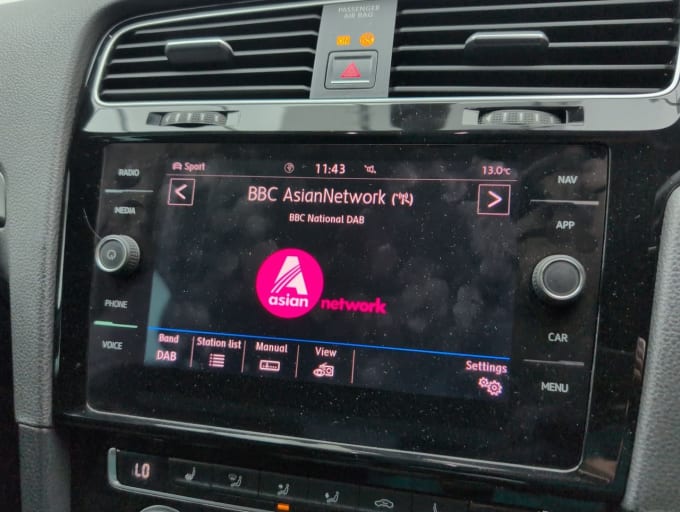 PASSENGER
AIR BAG
ON
RADIO
MEDIA
PHONE
VOICE
Sport
11:43
13.0°C
<
BBC AsianNetwork
>
BBC National DAB
A
asian network
Band
DAB
Station list
Manual
View
Settings
NAV
APP
CAR
MENU
LO